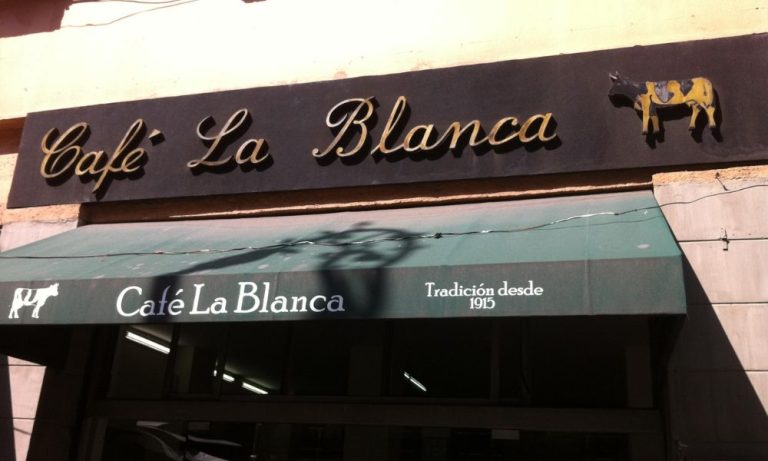 Café La Blanca
Café La Blanca
Tradición desde
1915